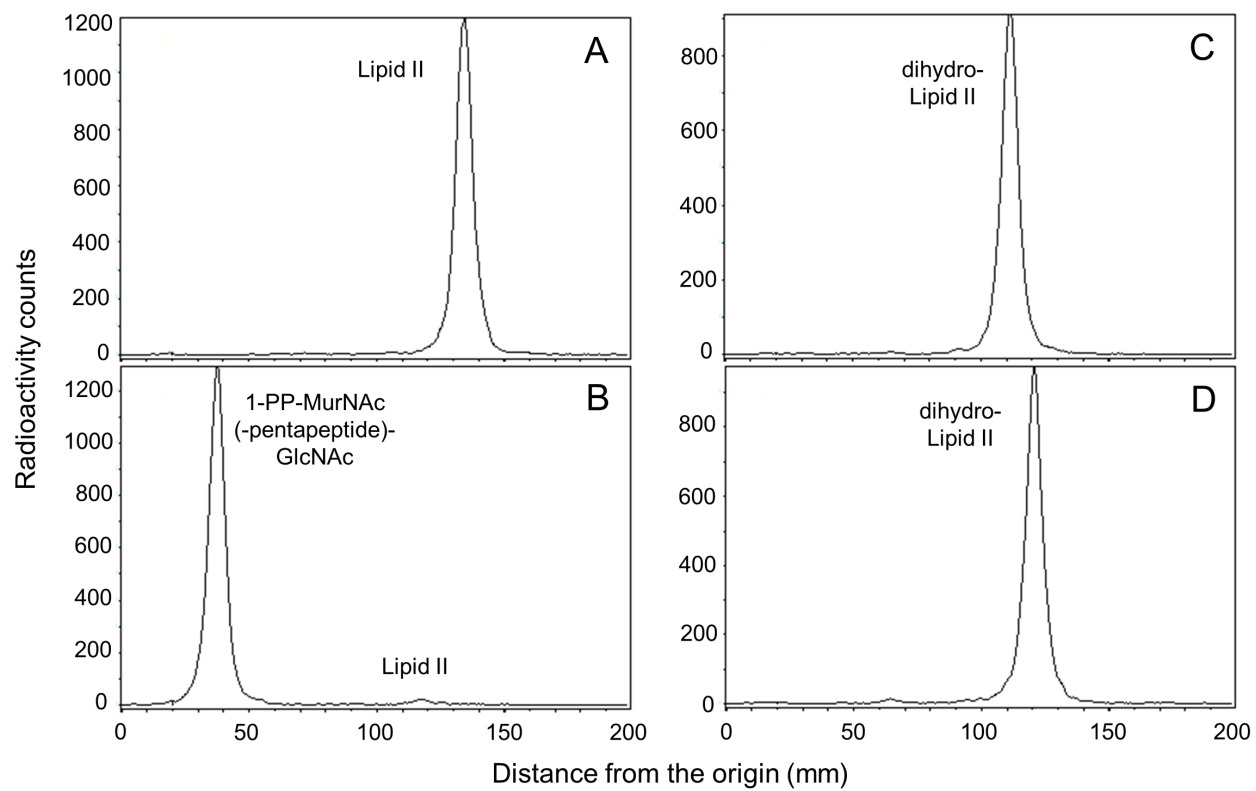 Radioactivity counts
1200
1000
800
600
400
200
0
Lipid II
A
800
600
400
200
0
dihydro-
Lipid II
C
1200
1000
800
600
400
200
0
1-PP-MurNAc
(-pentapeptide)-
GlcNAc
Lipid II
B
0
50
100
150
200
800
600
400
200
0
dihydro-
Lipid II
D
0
50
100
150
200
Distance from the origin (mm)